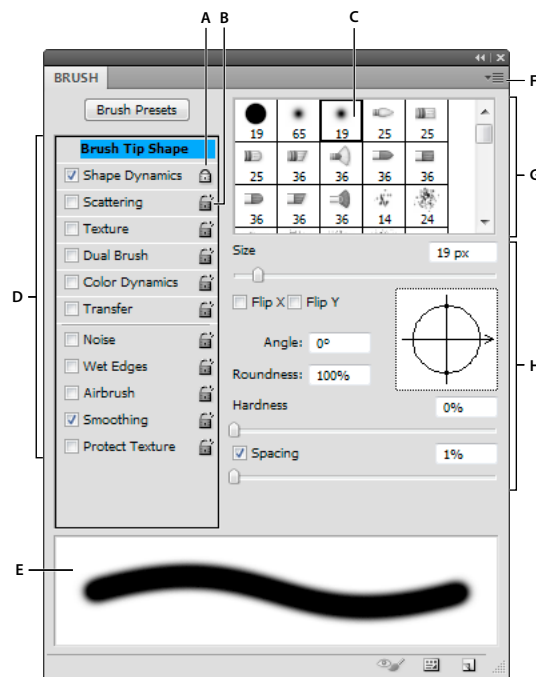 A B C
BRUSH
F
Brush Presets
19 65 19 25 25
G
Brush Tip Shape
Shape Dynamics
25 36 36 36 36
Scattering
Texture
36 36 36 14 24
Size 19 px
Dual Brush
Color Dynamics
D
Transfer
Flip X Flip Y
Noise
Angle: 0º
Wet Edges
Roundness: 100%
H
Airbrush
Hardness 0%
Smoothing
Protect Texture
Spacing 1%
E